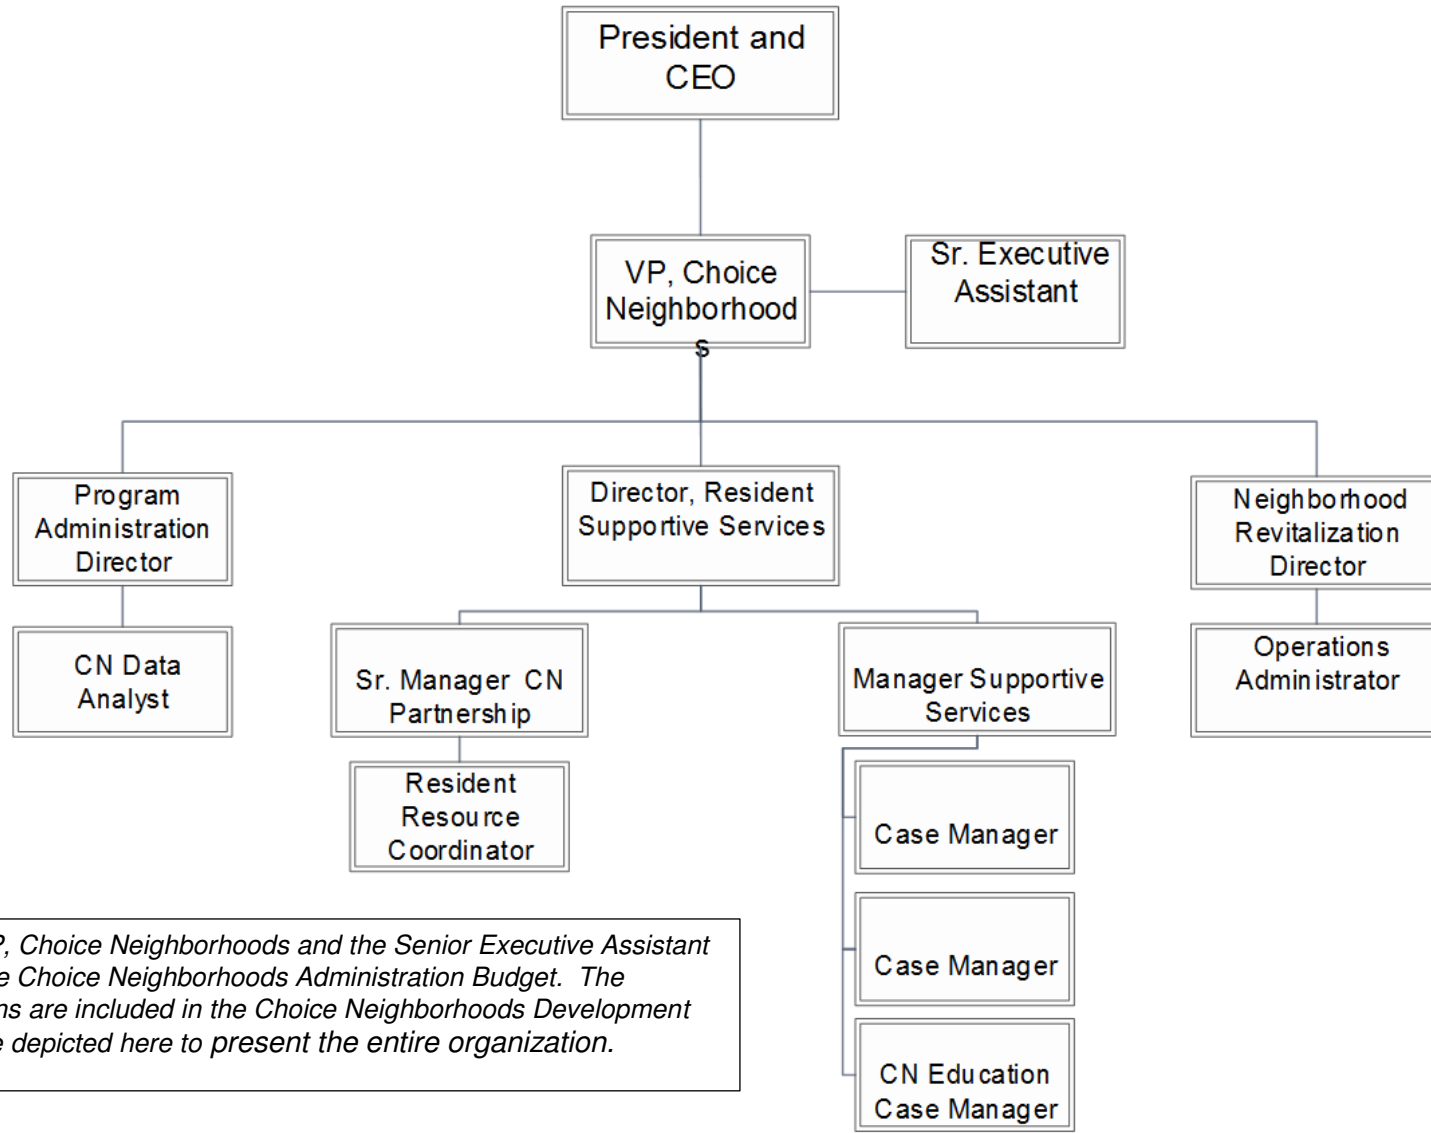 President and
CEO
VP, Choice
Neighborhood
s
Sr. Executive
Assistant
Program
Administration
Director
Director, Resident
Supportive Services
Neighborhood
Revitalization
Director
CN Data
Analyst
Sr. Manager CN
Partnership
Manager Supportive
Services
Operations
Administrator
Resident
Resource
Coordinator
Case Manager
Case Manager
CN Education
Case Manager
, Choice Neighborhoods and the Senior Executive Assistant
Choice Neighborhoods Administration Budget. The
are included in the Choice Neighborhoods Development
depicted here to present the entire organization.